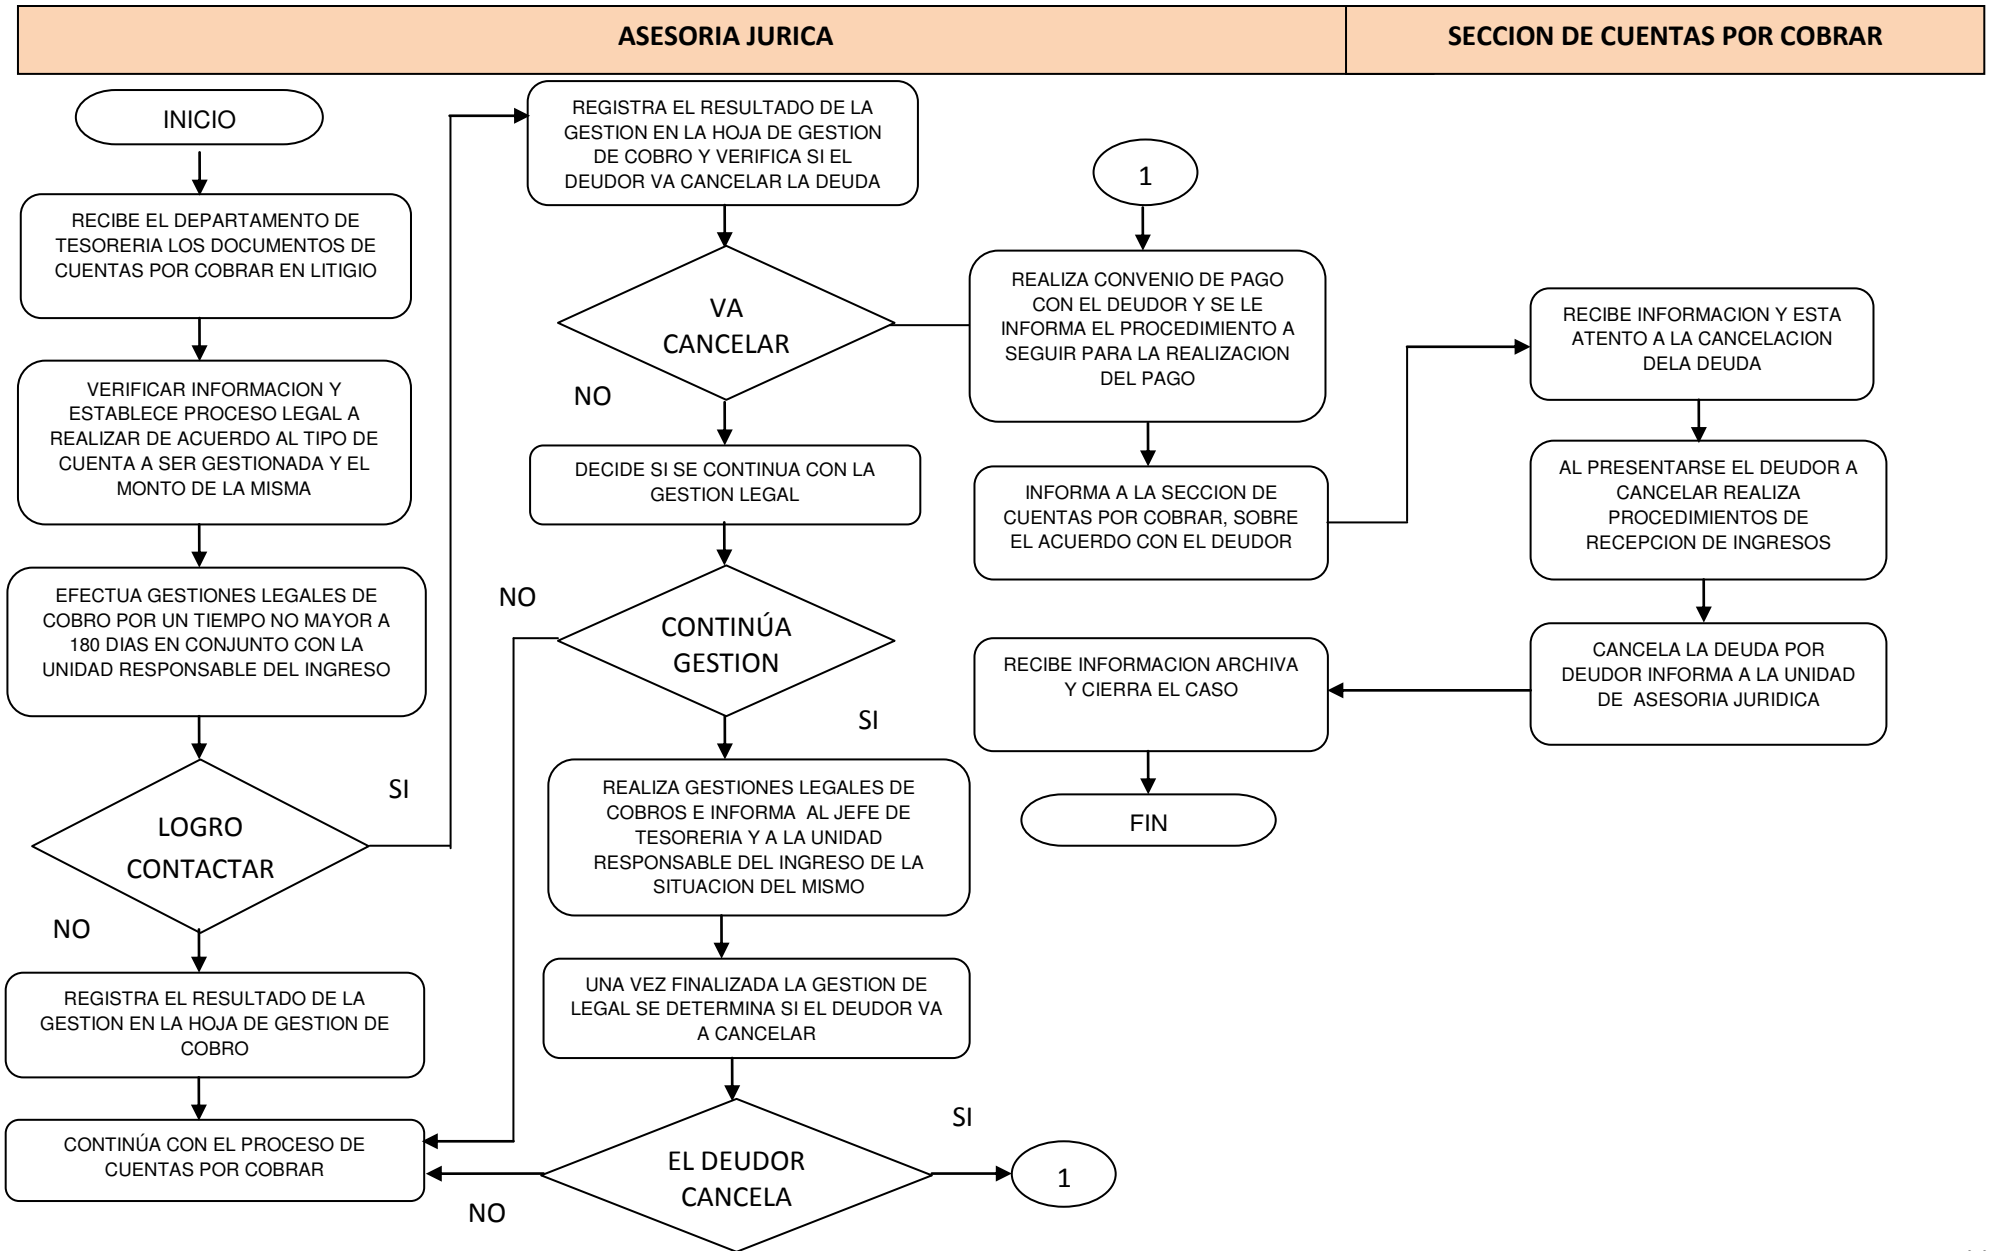 ASESORIA JURICA
SECCION DE CUENTAS POR COBRAR
INICIO
RECIBE EL DEPARTAMENTO DE
TESORERIA LOS DOCUMENTOS DE
CUENTAS POR COBRAR EN LITIGIO
VERIFICAR INFORMACION Y
ESTABLECE PROCESO LEGAL A
REALIZAR DE ACUERDO AL TIPO DE
CUENTA A SER GESTIONADA Y EL
MONTO DE LA MISMA
EFECTUA GESTIONES LEGALES DE
COBRO POR UN TIEMPO NO MAYOR A
180 DIAS EN CONJUNTO CON LA
UNIDAD RESPONSABLE DEL INGRESO
LOGRO
CONTACTAR
SI
NO
REGISTRA EL RESULTADO DE LA
GESTION EN LA HOJA DE GESTION DE
COBRO
CONTINÚA CON EL PROCESO DE
CUENTAS POR COBRAR
REGISTRA EL RESULTADO DE LA
GESTION EN LA HOJA DE GESTION
DE COBRO Y VERIFICA SI EL
DEUDOR VA CANCELAR LA DEUDA
VA
CANCELAR
NO
DECIDE SI SE CONTINUA CON LA
GESTION LEGAL
NO
CONTINÚA
GESTION
SI
REALIZA GESTIONES LEGALES DE
COBROS E INFORMA AL JEFE DE
TESORERIA Y A LA UNIDAD
RESPONSABLE DEL INGRESO DE LA
SITUACION DEL MISMO
UNA VEZ FINALIZADA LA GESTION DE
LEGAL SE DETERMINA SI EL DEUDOR VA
A CANCELAR
EL DEUDOR
CANCELA
SI
NO
1
1
REALIZA CONVENIO DE PAGO
CON EL DEUDOR Y SE LE
INFORMA EL PROCEDIMIENTO A
SEGUIR PARA LA REALIZACION
DEL PAGO
INFORMA A LA SECCION DE
CUENTAS POR COBRAR, SOBRE
EL ACUERDO CON EL DEUDOR
RECIBE INFORMACION Y ESTA
ATENTO A LA CANCELACION
DELA DEUDA
AL PRESENTARSE EL DEUDOR A
CANCELAR REALIZA
PROCEDIMIENTOS DE
RECEPCION DE INGRESOS
CANCELA LA DEUDA POR
DEUDOR INFORMA A LA UNIDAD
DE ASESORIA JURIDICA
RECIBE INFORMACION ARCHIVA
Y CIERRA EL CASO
FIN